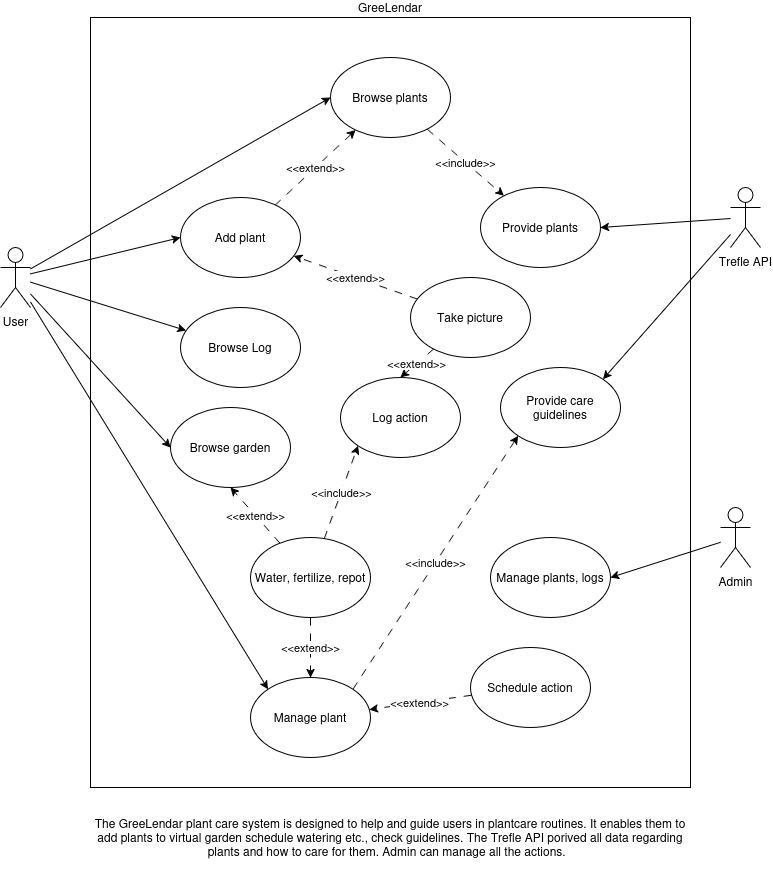 GreeLendar
Browse plants
<<extend>>
<<include>>
Add plant
Provide plants
Trefle API
<<extend>>
User
Take picture
Browse Log
<<extend>>
Log action
Provide care
guidelines
Browse garden
<<include>>
<<extend>>
<<include>>
Water, fertilize, repot
Manage plants, logs
Admin
<<extend>>
Schedule action
<<extend>>
Manage plant
The GreeLendar plant care system is designed to help and guide users in plantcare routines. It enables them to
add plants to virtual garden schedule watering etc., check guidelines. The Trefle API porived all data regarding
plants and how to care for them. Admin can manage all the actions.